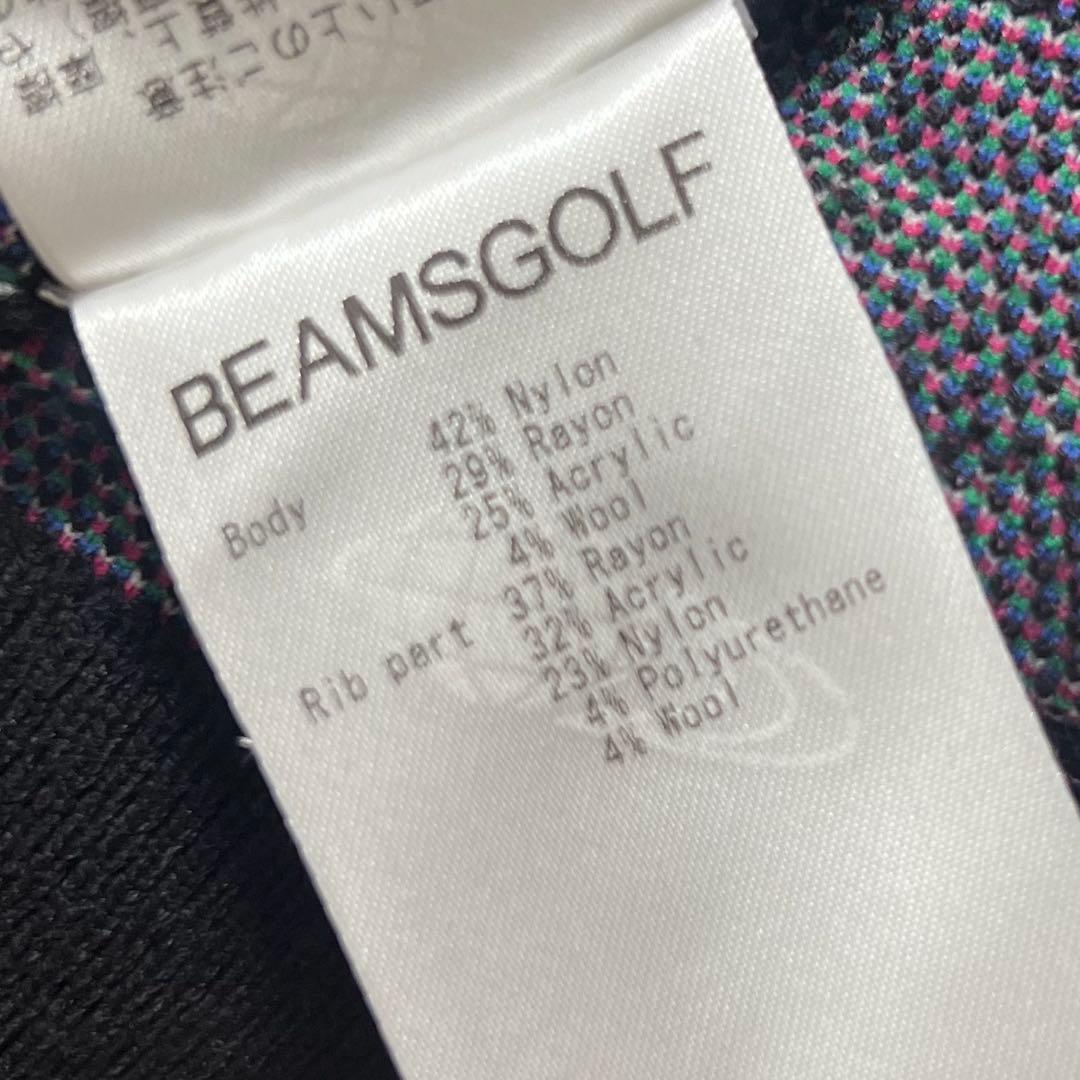 BEAMSGOLF
Body 42% Nylon
29% Rayon
25% Acrylic
4% Wool
Rib part 37% Rayon
32% Acrylic
23% Nylon
4% Polyurethane
4% Wool